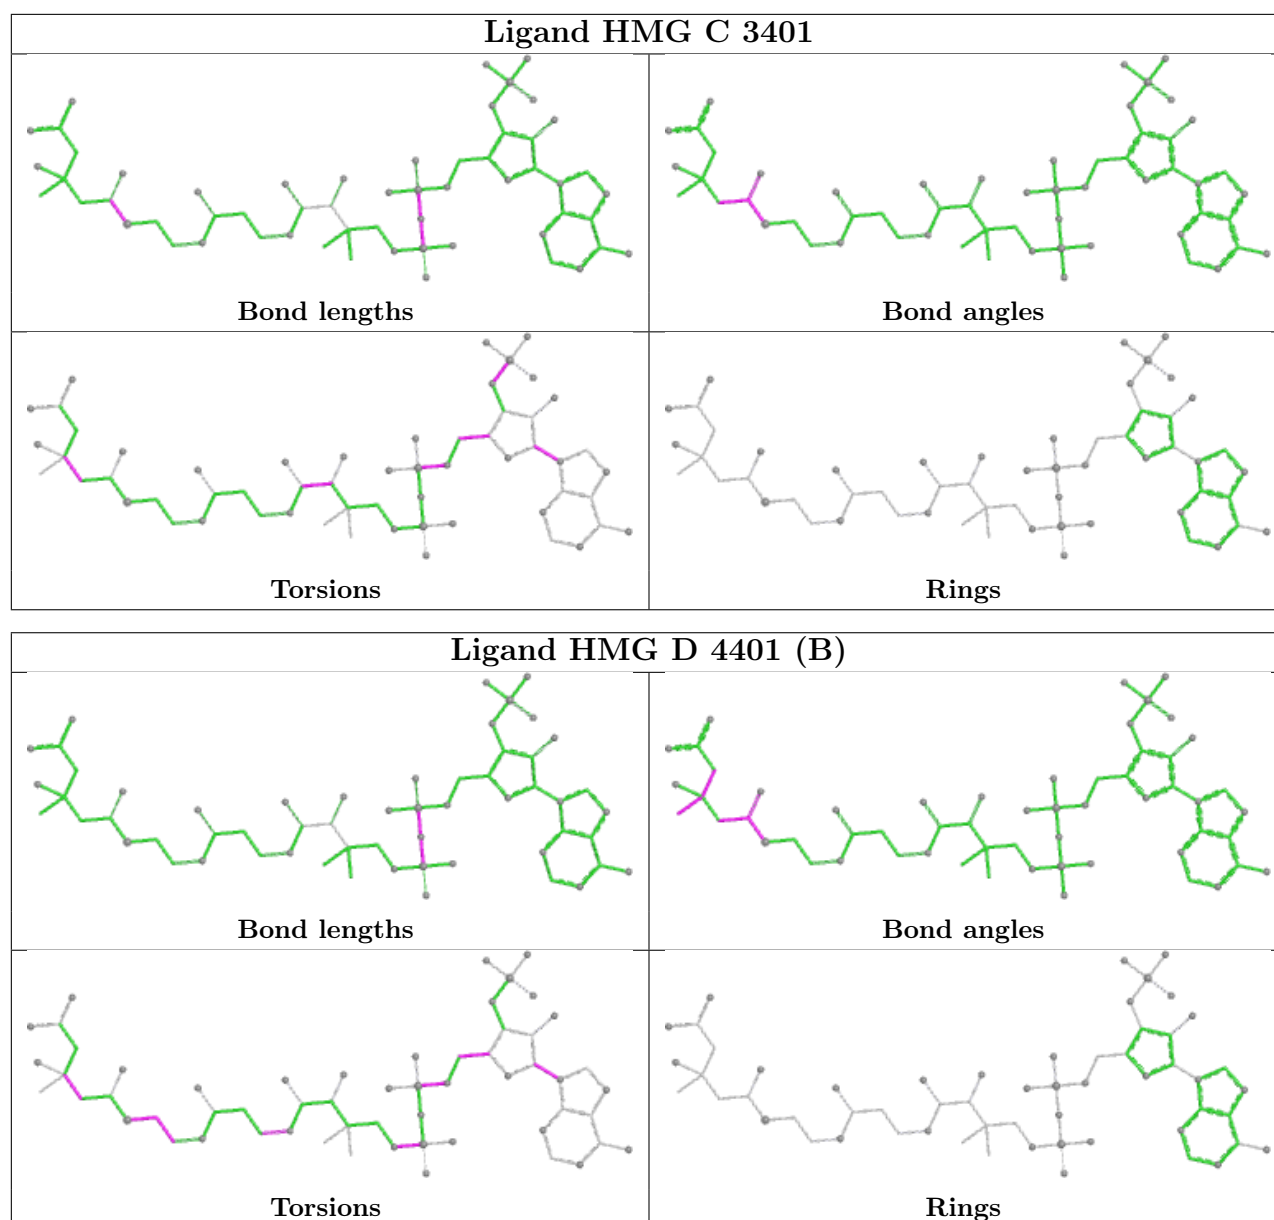 Ligand HMG C 3401
Bond lengths
Bond angles
Torsions
Rings
Ligand HMG D 4401 (B)
Bond lengths
Bond angles
Torsions
Rings